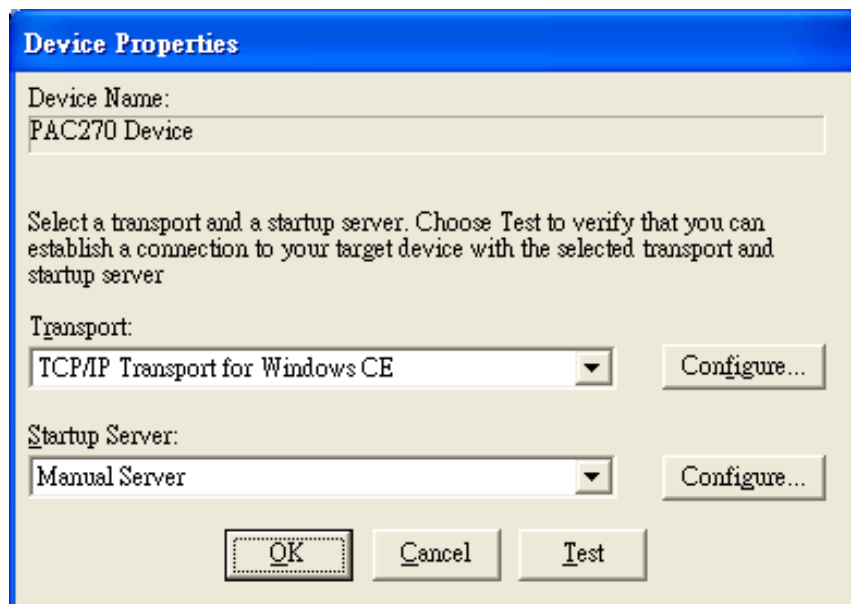 Device Properties
Device Name:
PAC270 Device
Select a transport and a startup server. Choose Test to verify that you can
establish a connection to your target device with the selected transport and
startup server
Transport:
TCP/IP Transport for Windows CE
Configure...
Startup Server:
Manual Server
Configure...
OK
Cancel
Test